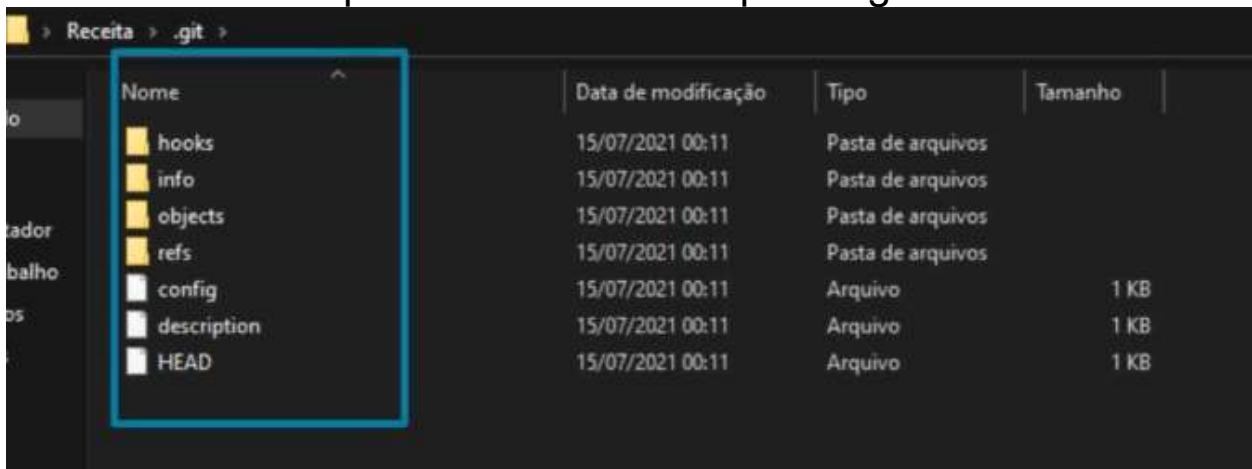 Receita > .git >
Nome Data de modificação Tipo Tamanho
hooks 15/07/2021 00:11 Pasta de arquivos
info 15/07/2021 00:11 Pasta de arquivos
objects 15/07/2021 00:11 Pasta de arquivos
refs 15/07/2021 00:11 Pasta de arquivos
config 15/07/2021 00:11 Arquivo 1 KB
description 15/07/2021 00:11 Arquivo 1 KB
HEAD 15/07/2021 00:11 Arquivo 1 KB